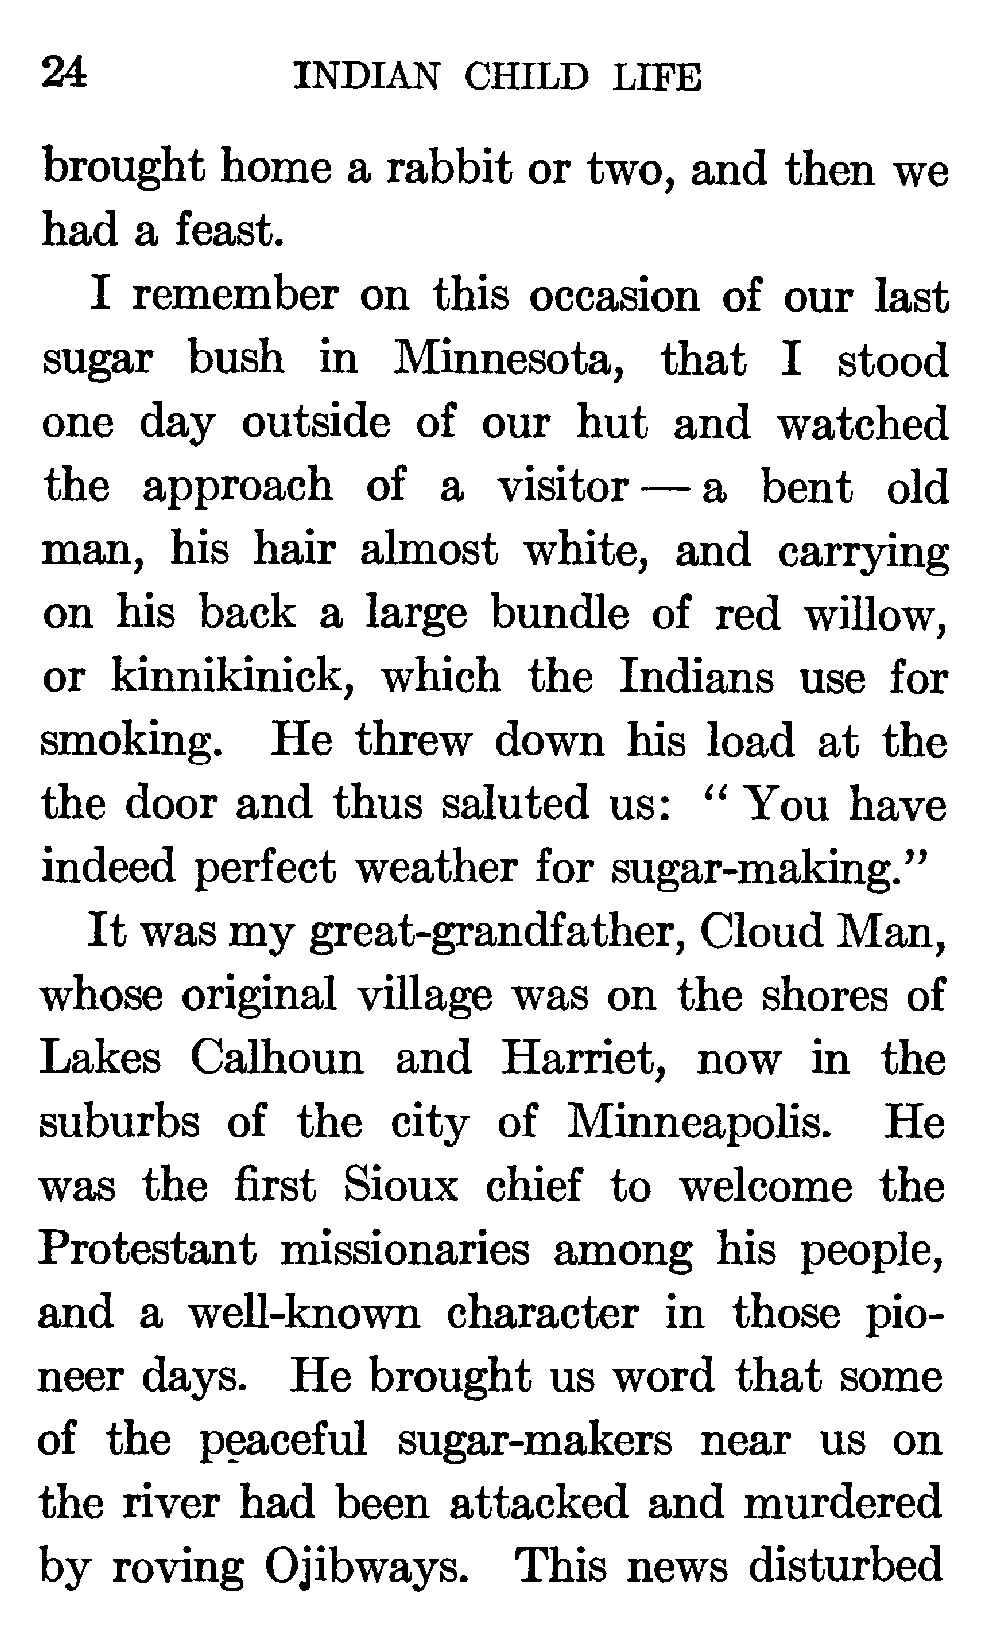 24 INDIAN CHILD LIFE
brought home a rabbit or two, and then we
had a feast.
I remember on this occasion of our last
sugar bush in Minnesota, that I stood
one day outside of our hut and watched
the approach of a visitor — a bent old
man, his hair almost white, and carrying
on his back a large bundle of red willow,
or kinnikinick, which the Indians use for
smoking. He threw down his load at the
the door and thus saluted us: “ You have
indeed perfect weather for sugar-making.”
It was my great-grandfather, Cloud Man,
whose original village was on the shores of
Lakes Calhoun and Harriet, now in the
suburbs of the city of Minneapolis. He
was the first Sioux chief to welcome the
Protestant missionaries among his people,
and a well-known character in those pio-
neer days. He brought us word that some
of the peaceful sugar-makers near us on
the river had been attacked and murdered
by roving Ojibways. This news disturbed